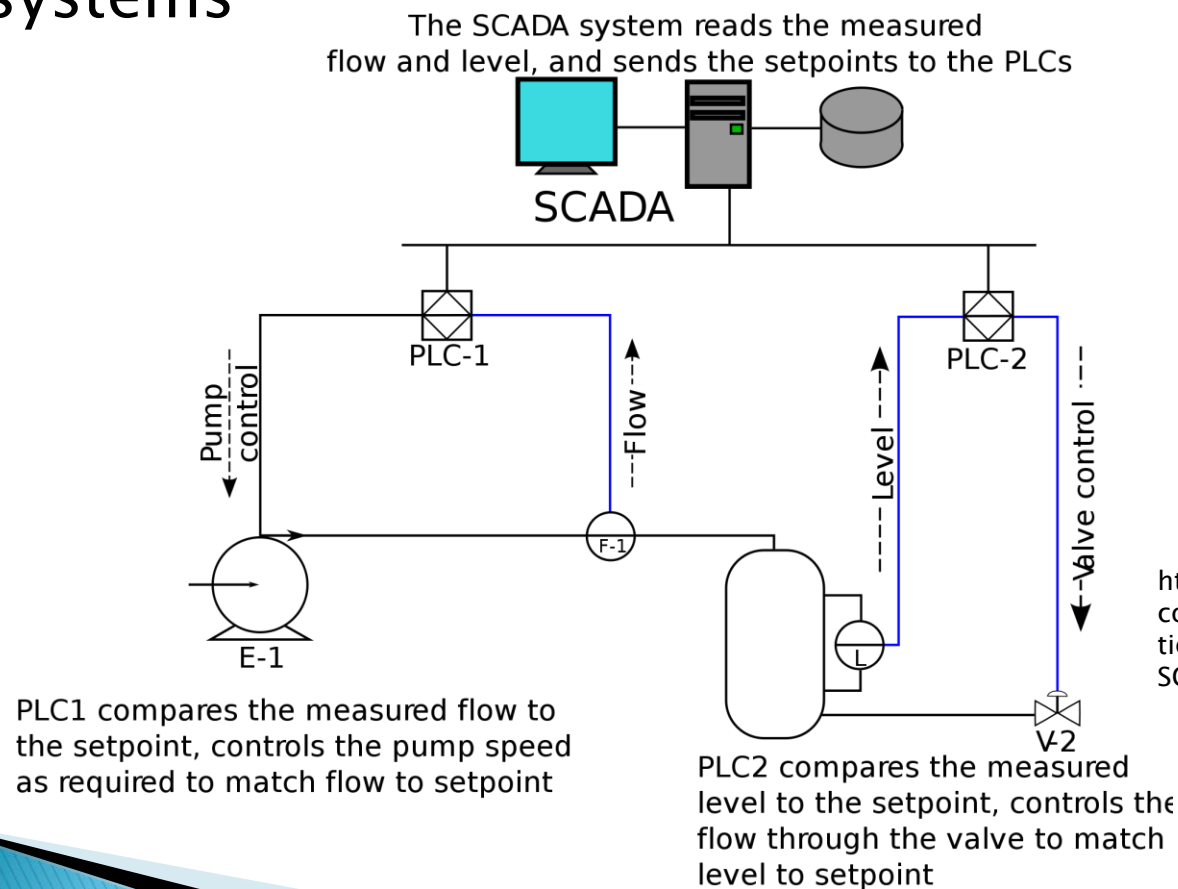 systems
The SCADA system reads the measured
flow and level, and sends the setpoints to the PLCs
SCADA
PLC-1
PLC-2
Pump
control
Flow
Level
Valve control
F-1
L
E-1
V-2
PLC1 compares the measured flow to
the setpoint, controls the pump speed
as required to match flow to setpoint
PLC2 compares the measured
level to the setpoint, controls the
flow through the valve to match
level to setpoint